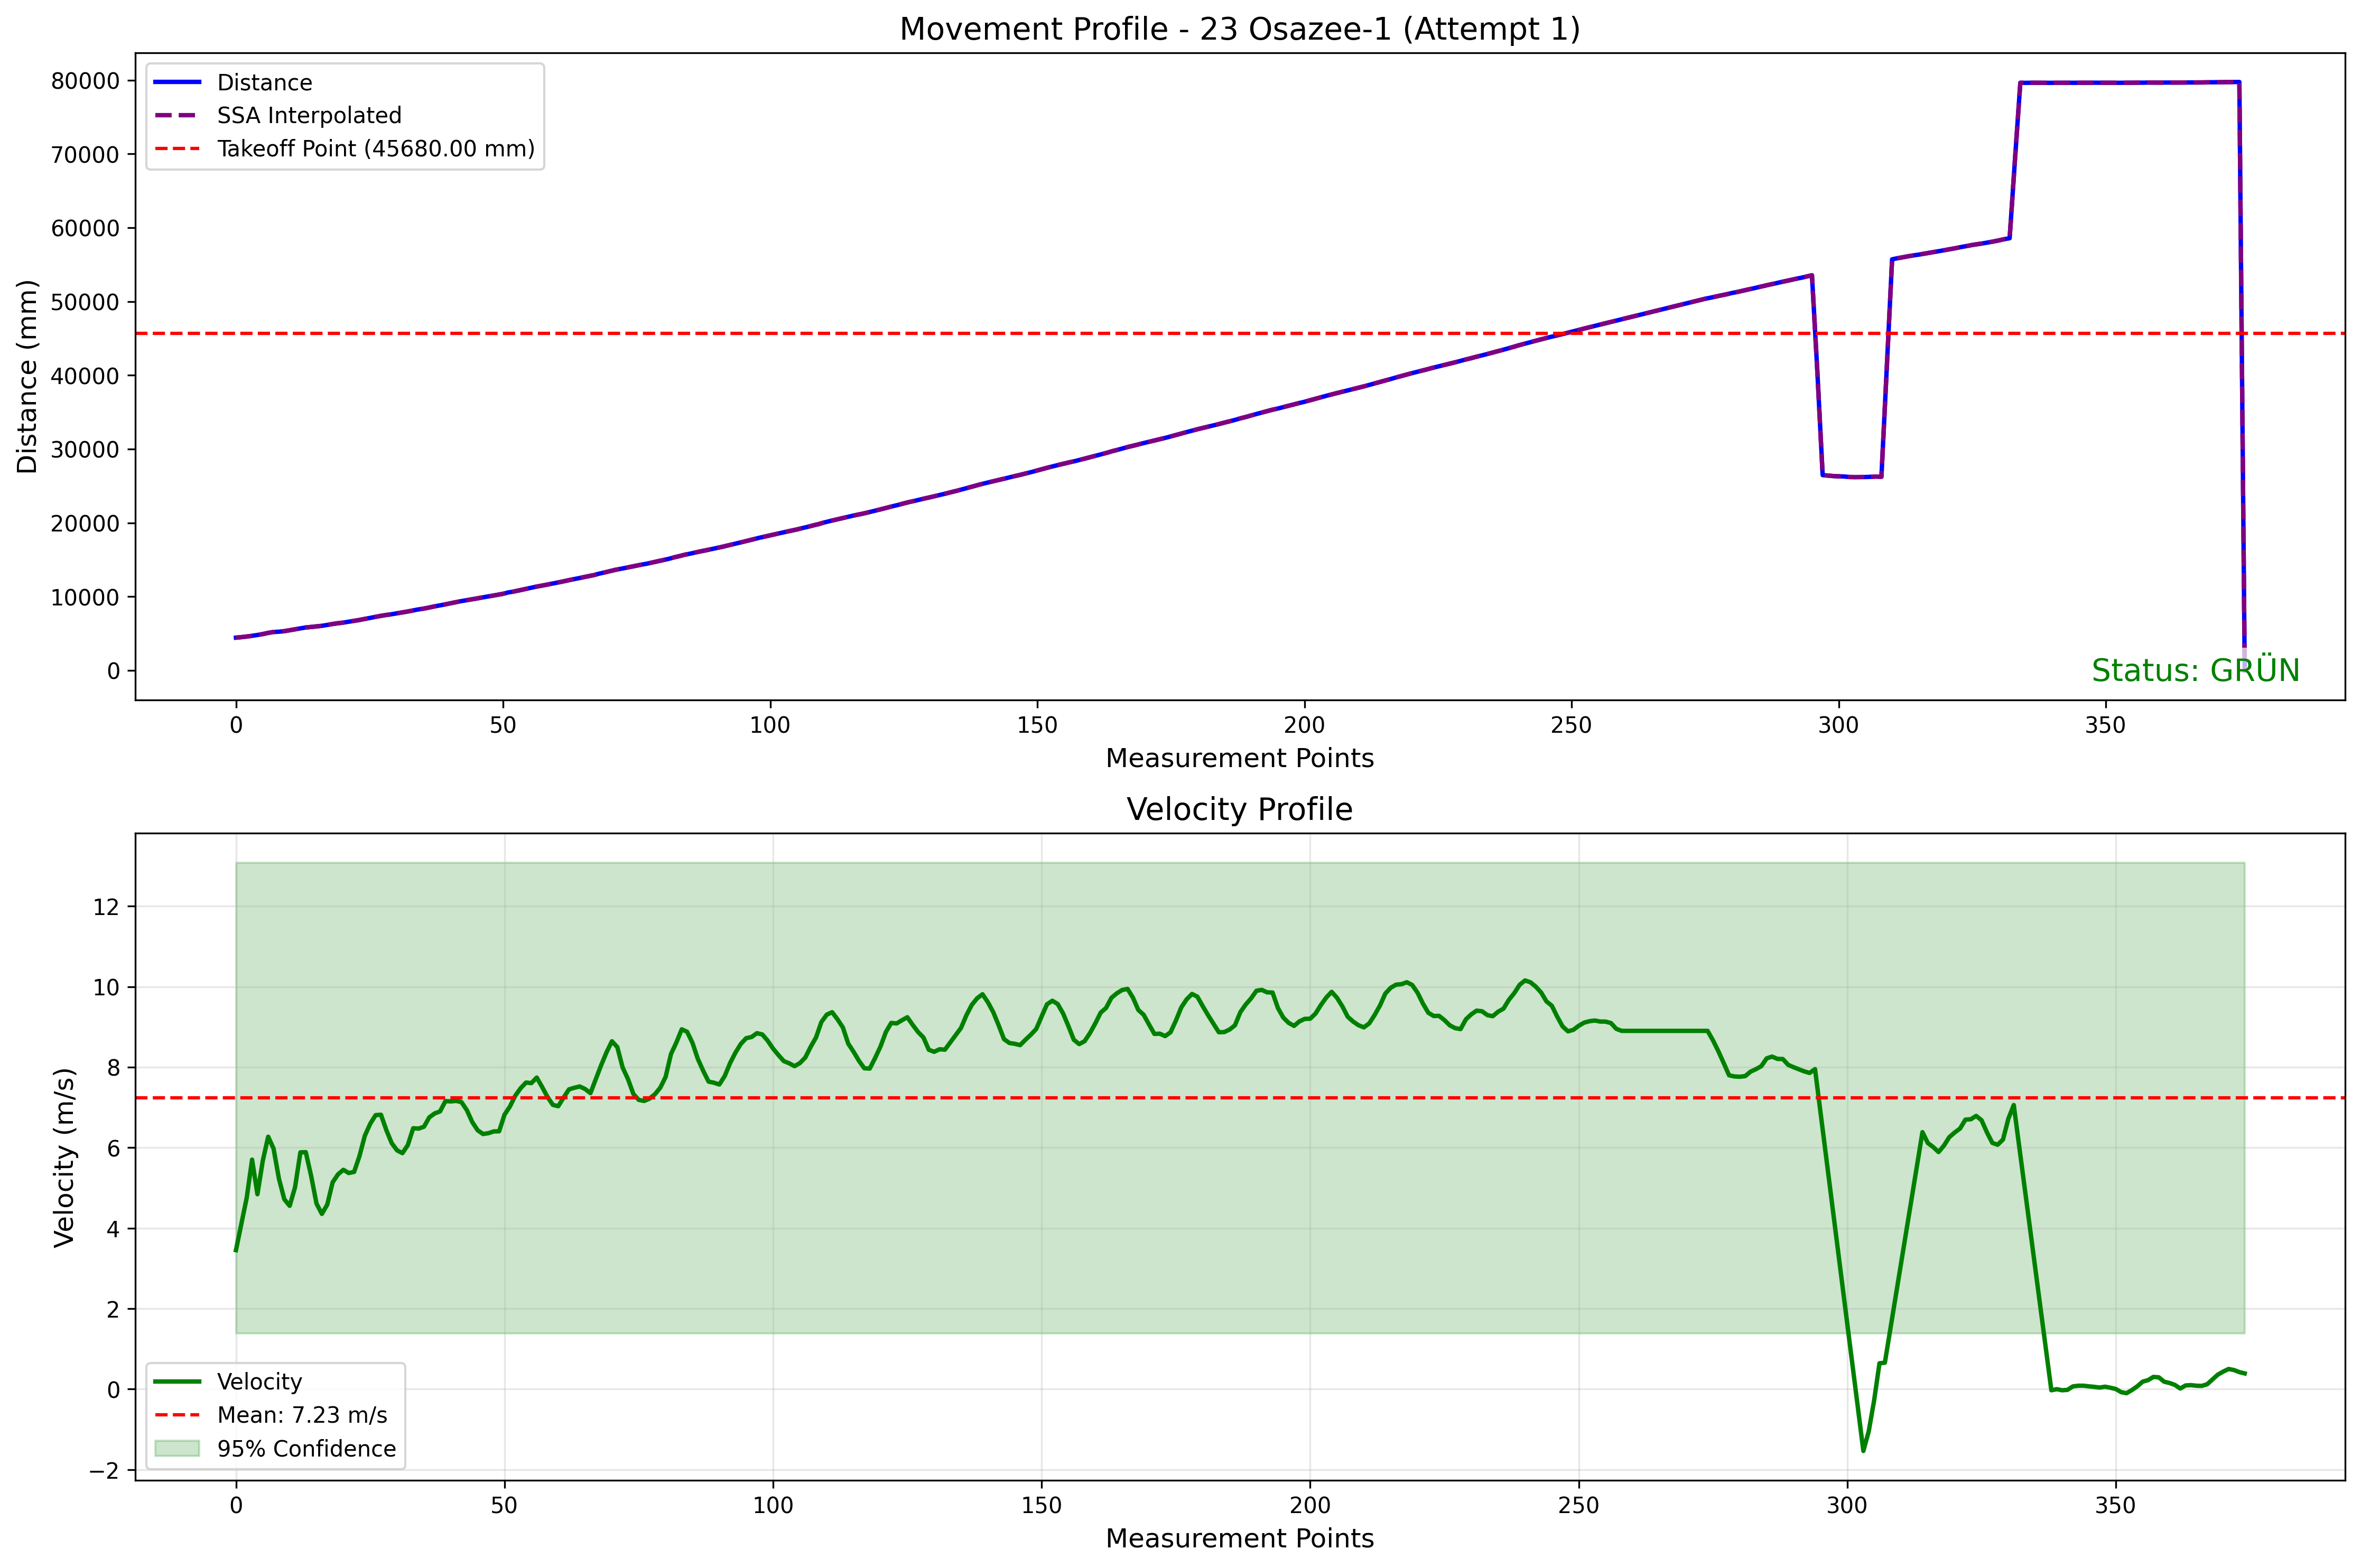 Movement Profile - 23 Osazee-1 (Attempt 1)
Distance
SSA Interpolated
Takeoff Point (45680.00 mm)
80000
70000
60000
50000
40000
30000
20000
10000
0
Distance (mm)
Status: GRÜN
0 50 100 150 200 250 300 350
Measurement Points
Velocity Profile
12
10
8
6
4
2
0
−2
Velocity (m/s)
Velocity
Mean: 7.23 m/s
95% Confidence
0 50 100 150 200 250 300 350
Measurement Points